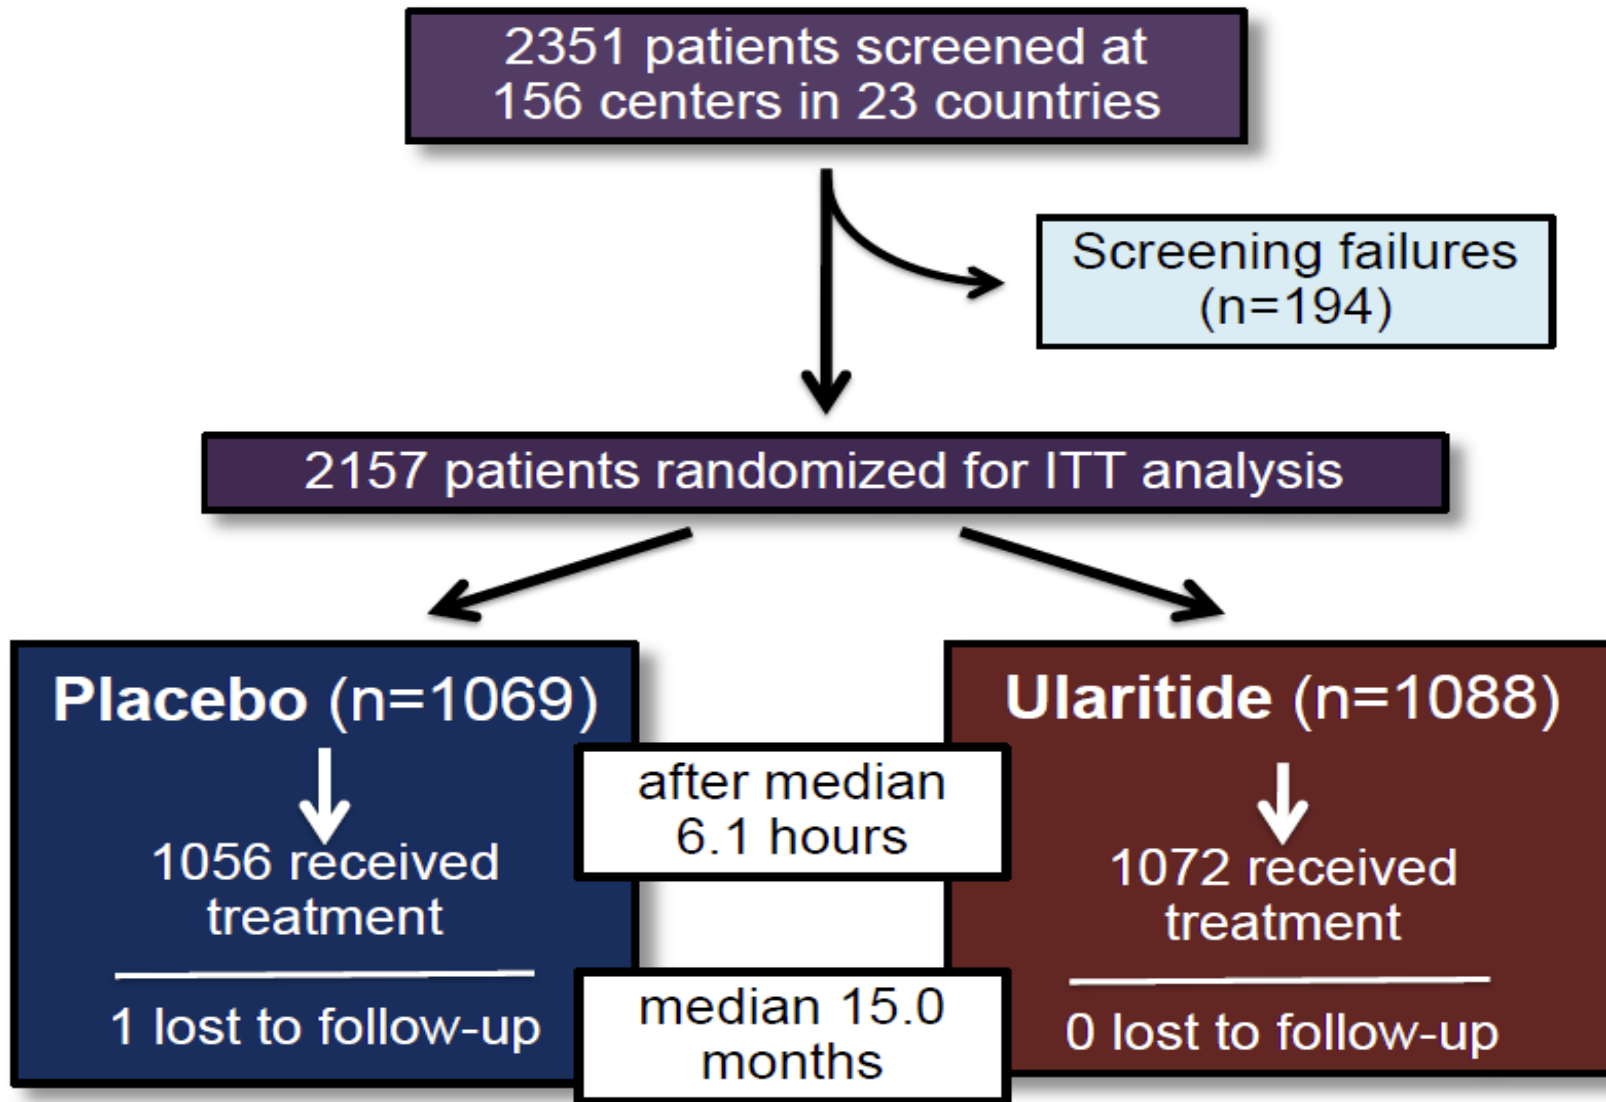 2351 patients screened at
156 centers in 23 countries
Screening failures
(n=194)
2157 patients randomized for ITT analysis
Placebo (n=1069)
1056 received
treatment
1 lost to follow-up
after median
6.1 hours
median 15.0
months
Ularitide (n=1088)
1072 received
treatment
0 lost to follow-up